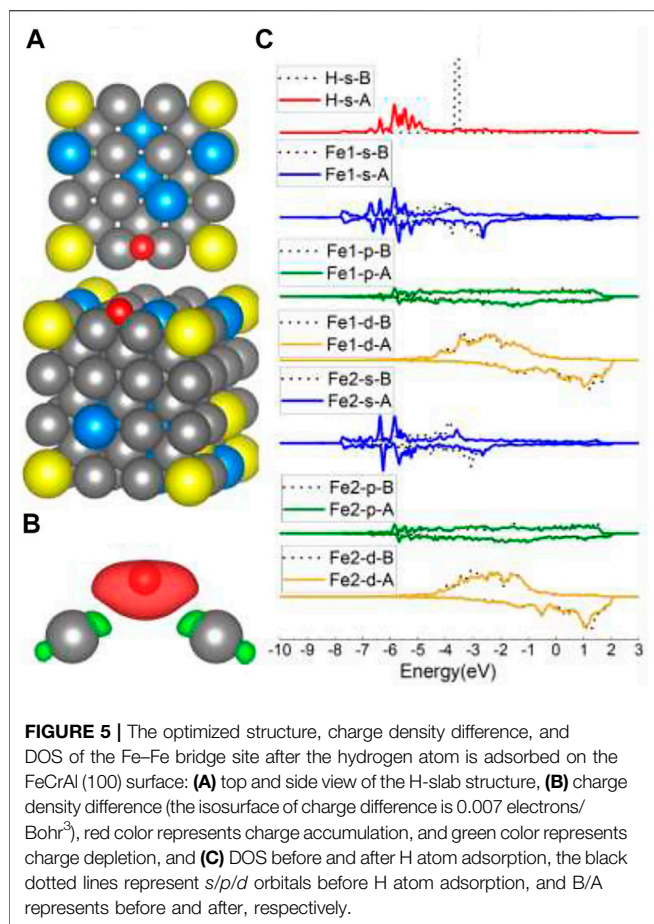 A
C
H-s-B
H-s-A
Fe1-s-B
Fe1-s-A
Fe1-p-B
Fe1-p-A
Fe1-d-B
Fe1-d-A
Fe2-s-B
Fe2-s-A
Fe2-p-B
Fe2-p-A
Fe2-d-B
Fe2-d-A
B
-10 -9 -8 -7 -6 -5 -4 -3 -2 -1 0 1 2 3
Energy(eV)
FIGURE 5 | The optimized structure, charge density difference, and
DOS of the Fe–Fe bridge site after the hydrogen atom is adsorbed on the
FeCrAl (100) surface: (A) top and side view of the H-slab structure, (B) charge
density difference (the isosurface of charge difference is 0.007 electrons/
Bohr³), red color represents charge accumulation, and green color represents
charge depletion, and (C) DOS before and after H atom adsorption, the black
dotted lines represent s/p/d orbitals before H atom adsorption, and B/A
represents before and after, respectively.